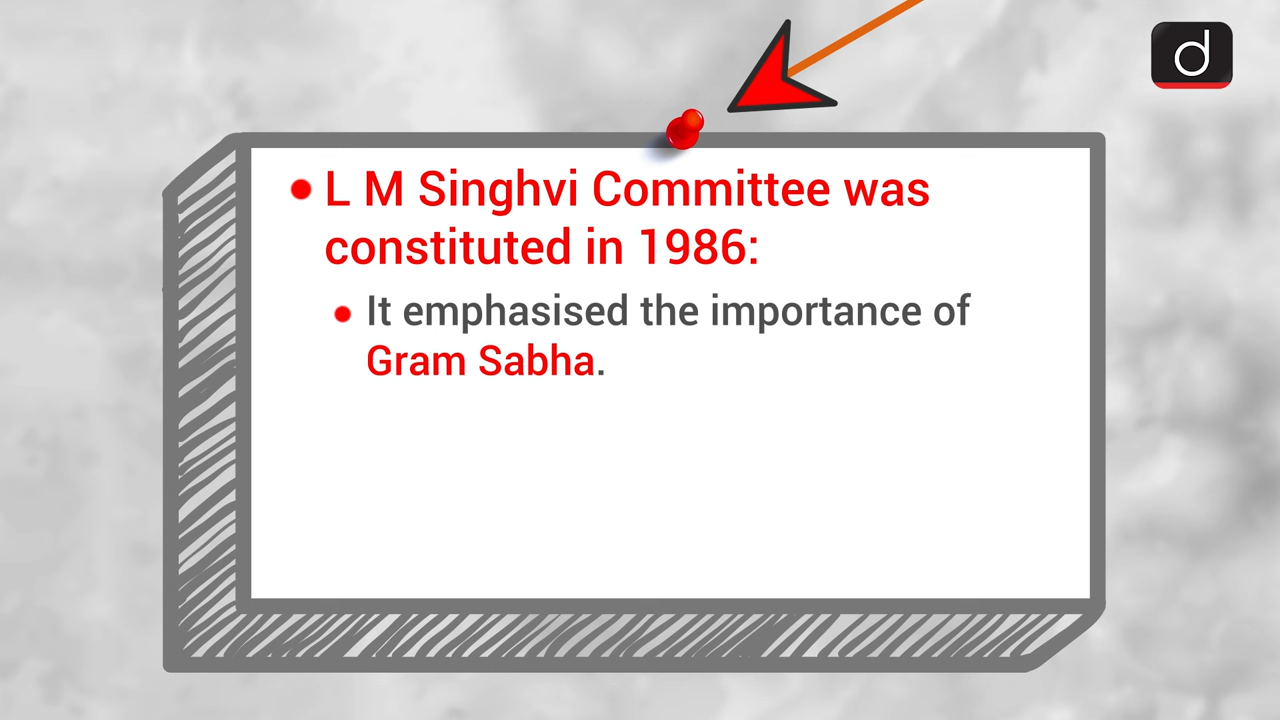 d
L M Singhvi Committee was
constituted in 1986:
It emphasised the importance of
Gram Sabha.